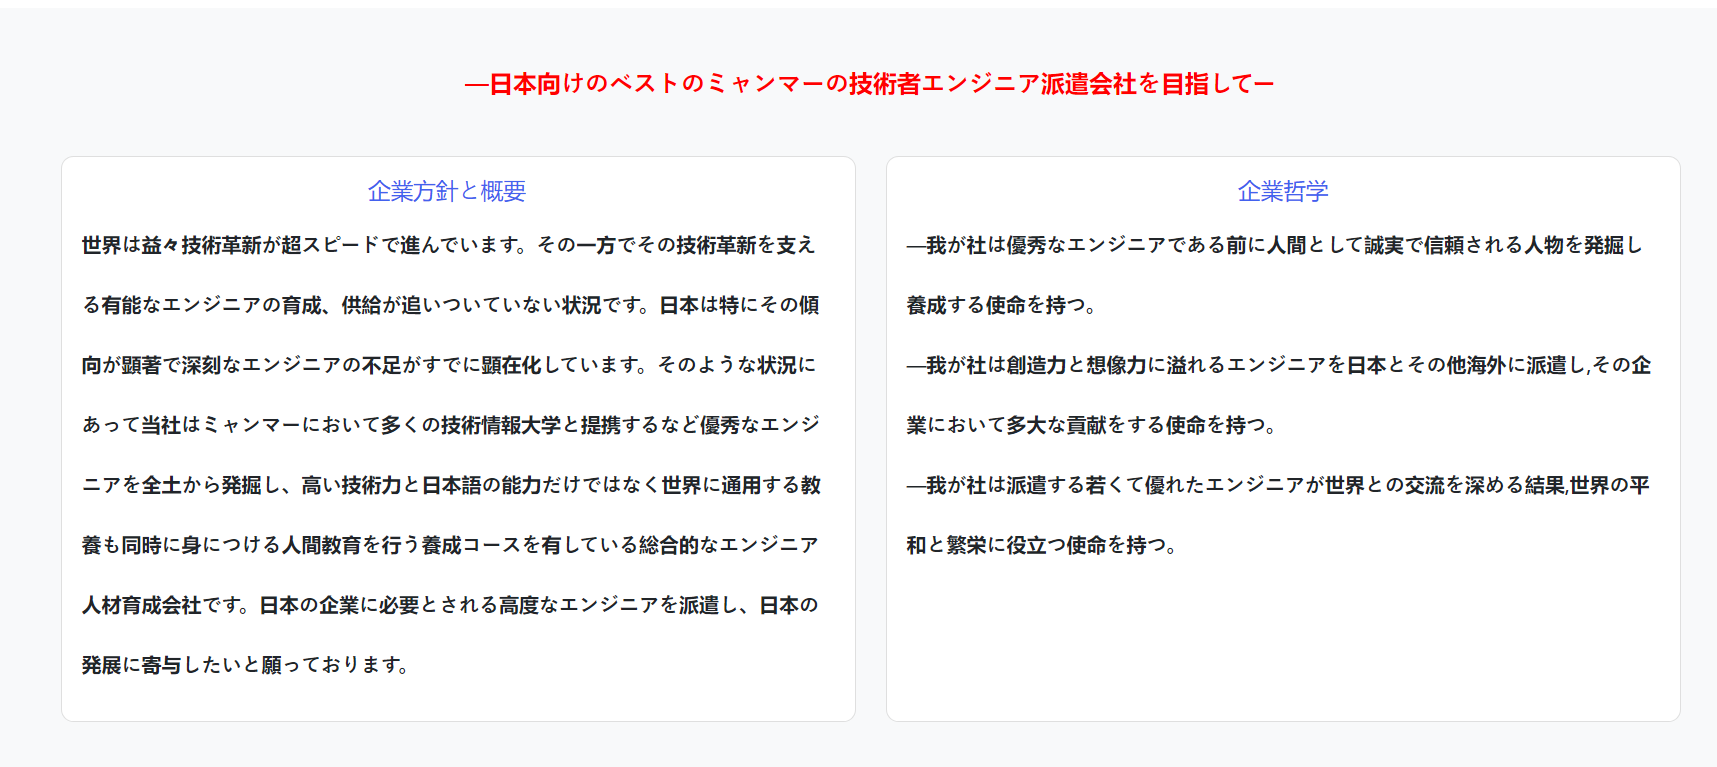 —日本向けのベストのミャンマーの技術者エンジニア派遣会社を目指してー
企業方針と概要
世界は益々技術革新が超スピードで進んでいます。その一方でその技術革新を支え
る有能なエンジニアの育成、供給が追いついていない状況です。日本は特にその傾
向が顕著で深刻なエンジニアの不足がすでに顕在化しています。そのような状況に
あって当社はミャンマーにおいて多くの技術情報大学と提携するなど優秀なエンジ
ニアを全土から発掘し、高い技術力と日本語の能力だけではなく世界に通用する教
養も同時に身につける人間教育を行う養成コースを有している総合的なエンジニア
人材育成会社です。日本の企業に必要とされる高度なエンジニアを派遣し、日本の
発展に寄与したいと願っております。
企業哲学
—我が社は優秀なエンジニアである前に人間として誠実で信頼される人物を発掘し
養成する使命を持つ。
—我が社は創造力と想像力に溢れるエンジニアを日本とその他海外に派遣し,その企
業において多大な貢献をする使命を持つ。
—我が社は派遣する若くて優れたエンジニアが世界との交流を深める結果,世界の平
和と繁栄に役立つ使命を持つ。